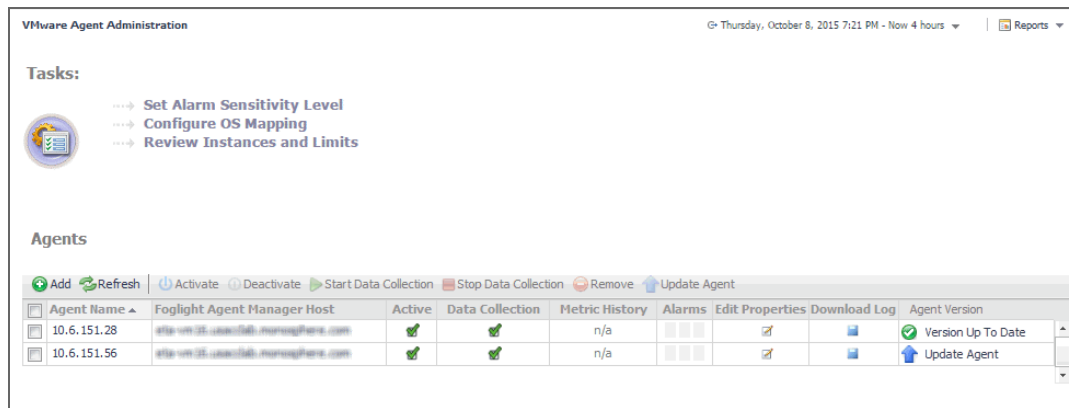 VMware Agent Administration
Thursday, October 8, 2015 7:21 PM - Now 4 hours
Reports
Tasks:
Set Alarm Sensitivity Level
Configure OS Mapping
Review Instances and Limits
Agents
Add Refresh Activate Deactivate Start Data Collection Stop Data Collection Remove Update Agent
Agent Name Foglight Agent Manager Host Active Data Collection Metric History Alarms Edit Properties Download Log Agent Version
10.6.151.28 n/a Version Up To Date
10.6.151.56 n/a Update Agent